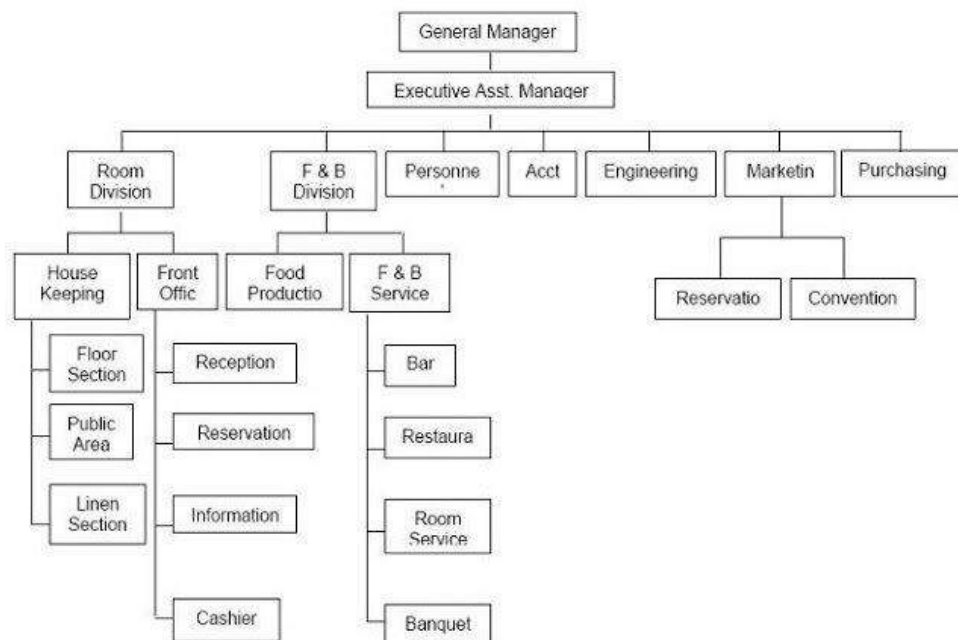 General Manager
Executive Asst. Manager
Room
Division
F & B
Division
Personne
Acct
Engineering
Marketin
Purchasing
House
Keeping
Front
Offic
Food
Productio
F & B
Service
Reservatio
Convention
Floor
Section
Reception
Bar
Public
Area
Reservation
Restaura
Linen
Section
Information
Room
Service
Cashier
Banquet